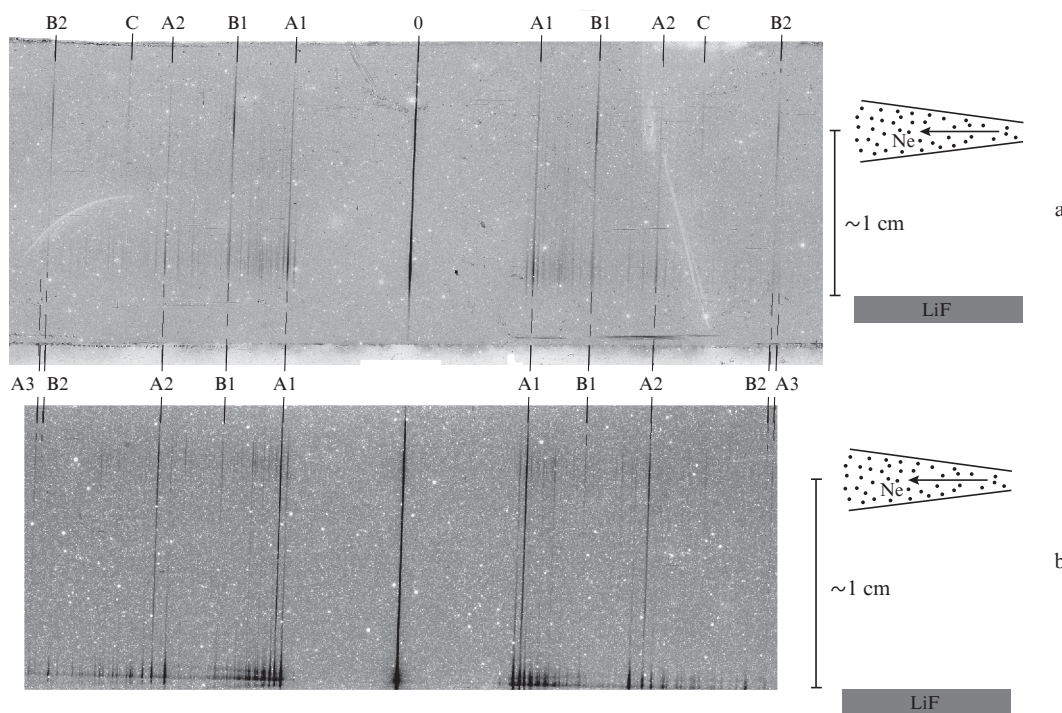 B2 C A2 B1 A1 0 A1 B1 A2 C B2
Ne
a
~1 cm
LiF
A3 B2 A2 B1 A1 A1 B1 A2 B2 A3
Ne
b
~1 cm
LiF